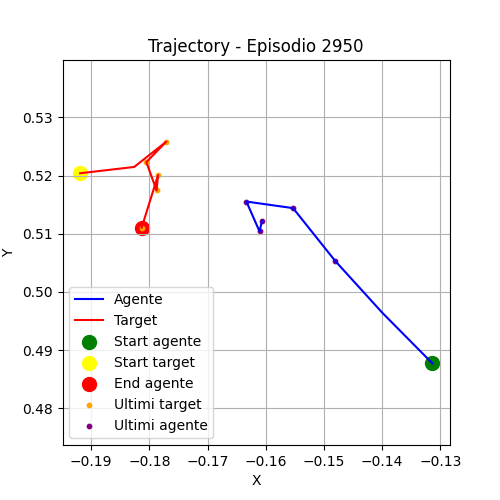 Trajectory - Episodio 2950
0.53
0.52
0.51
0.50
0.49
0.48
Y
Agente
Target
Start agente
Start target
End agente
Ultimi target
Ultimi agente
−0.19 −0.18 −0.17 −0.16 −0.15 −0.14 −0.13
X